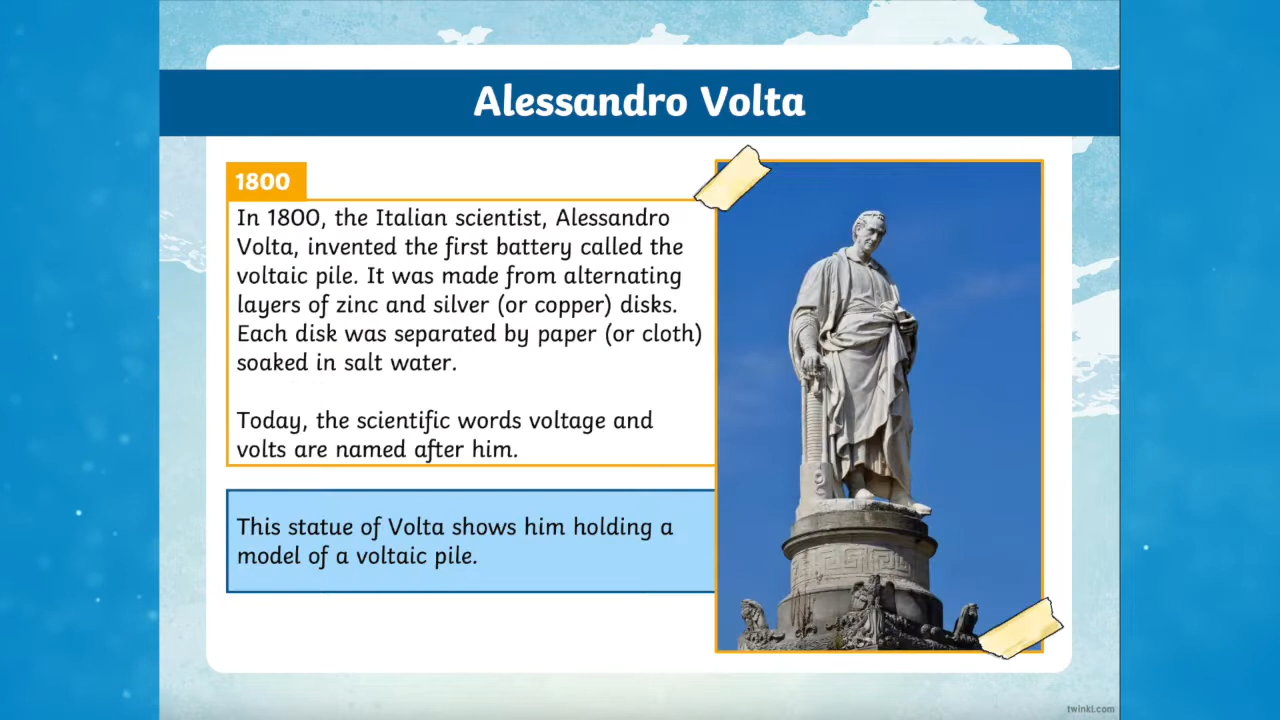 Alessandro Volta
1800
In 1800, the Italian scientist, Alessandro
Volta, invented the first battery called the
voltaic pile. It was made from alternating
layers of zinc and silver (or copper) disks.
Each disk was separated by paper (or cloth)
soaked in salt water.
Today, the scientific words voltage and
volts are named after him.
This statue of Volta shows him holding a
model of a voltaic pile.
twinkl.com